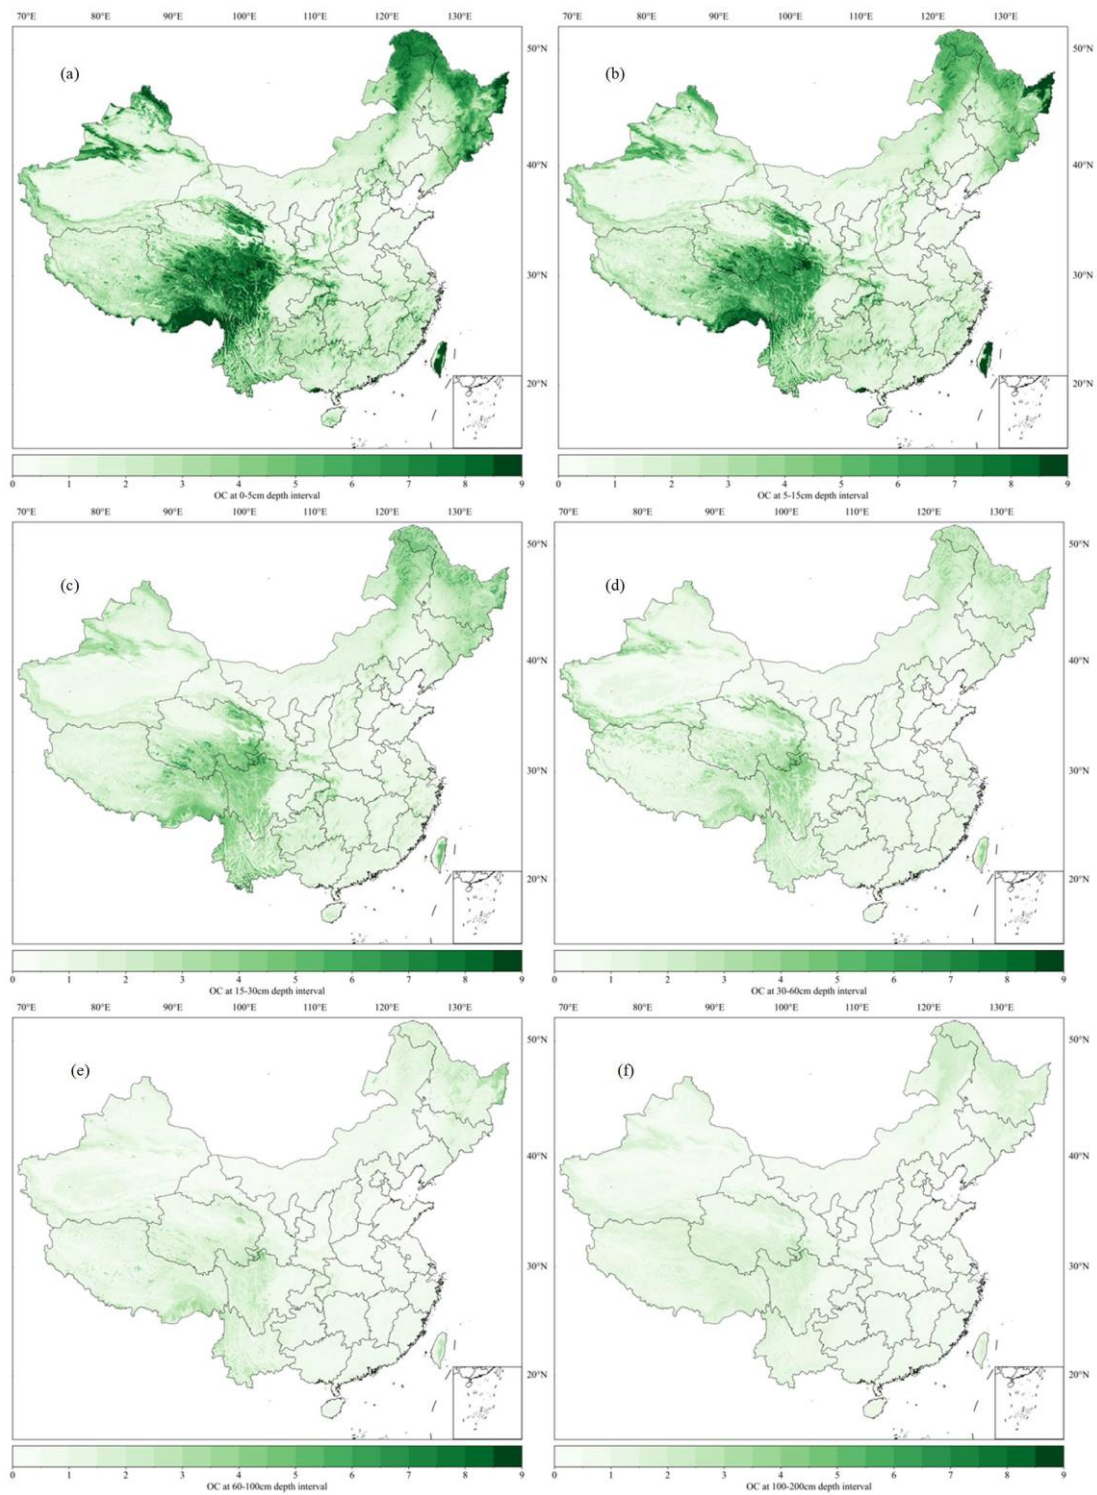 70°E 80°E 90°E 100°E 110°E 120°E 130°E 70°E 80°E 90°E 100°E 110°E 120°E 130°E
50°N 50°N
(a) (b)
40°N 40°N
30°N 30°N
20°N 20°N
0 1 2 3 4 5 6 7 8 9 0 1 2 3 4 5 6 7 8 9
OC at 0-5cm depth interval OC at 5-15cm depth interval
70°E 80°E 90°E 100°E 110°E 120°E 130°E 70°E 80°E 90°E 100°E 110°E 120°E 130°E
50°N 50°N
(c) (d)
40°N 40°N
30°N 30°N
20°N 20°N
0 1 2 3 4 5 6 7 8 9 0 1 2 3 4 5 6 7 8 9
OC at 15-30cm depth interval OC at 30-60cm depth interval
70°E 80°E 90°E 100°E 110°E 120°E 130°E 70°E 80°E 90°E 100°E 110°E 120°E 130°E
50°N 50°N
(e) (f)
40°N 40°N
30°N 30°N
20°N 20°N
0 1 2 3 4 5 6 7 8 9 0 1 2 3 4 5 6 7 8 9
OC at 60-100cm depth interval OC at 100-200cm depth interval